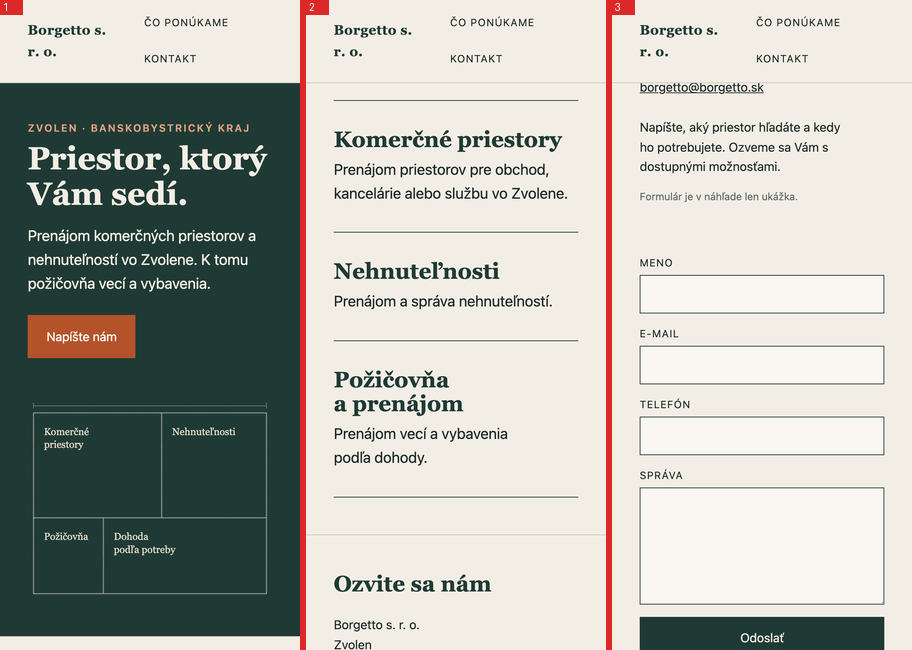 1
Borgetto s.
r. o.
ČO PONÚKAME
KONTAKT
ZVOLEN · BANSKOBYSTRICKÝ KRAJ
Priestor, ktorý
Vám sedí.
Prenájom komerčných priestorov a
nehnuteľností vo Zvolene. K tomu
požičovňa vecí a vybavenia.
Napíšte nám
Komerčné
priestory
Nehnuteľnosti
Požičovňa
Dohoda
podľa potreby
2
Borgetto s.
r. o.
ČO PONÚKAME
KONTAKT
Komerčné priestory
Prenájom priestorov pre obchod,
kancelárie alebo službu vo Zvolene.
Nehnuteľnosti
Prenájom a správa nehnuteľností.
Požičovňa
a prenájom
Prenájom vecí a vybavenia
podľa dohody.
Ozvite sa nám
Borgetto s. r. o.
Zvolen
3
Borgetto s.
r. o.
ČO PONÚKAME
KONTAKT
borgetto@borgetto.sk
Napíšte, aký priestor hľadáte a kedy
ho potrebujete. Ozveme sa Vám s
dostupnými možnosťami.
Formulár je v náhľade len ukážka.
MENO
E-MAIL
TELEFÓN
SPRÁVA
Odoslať